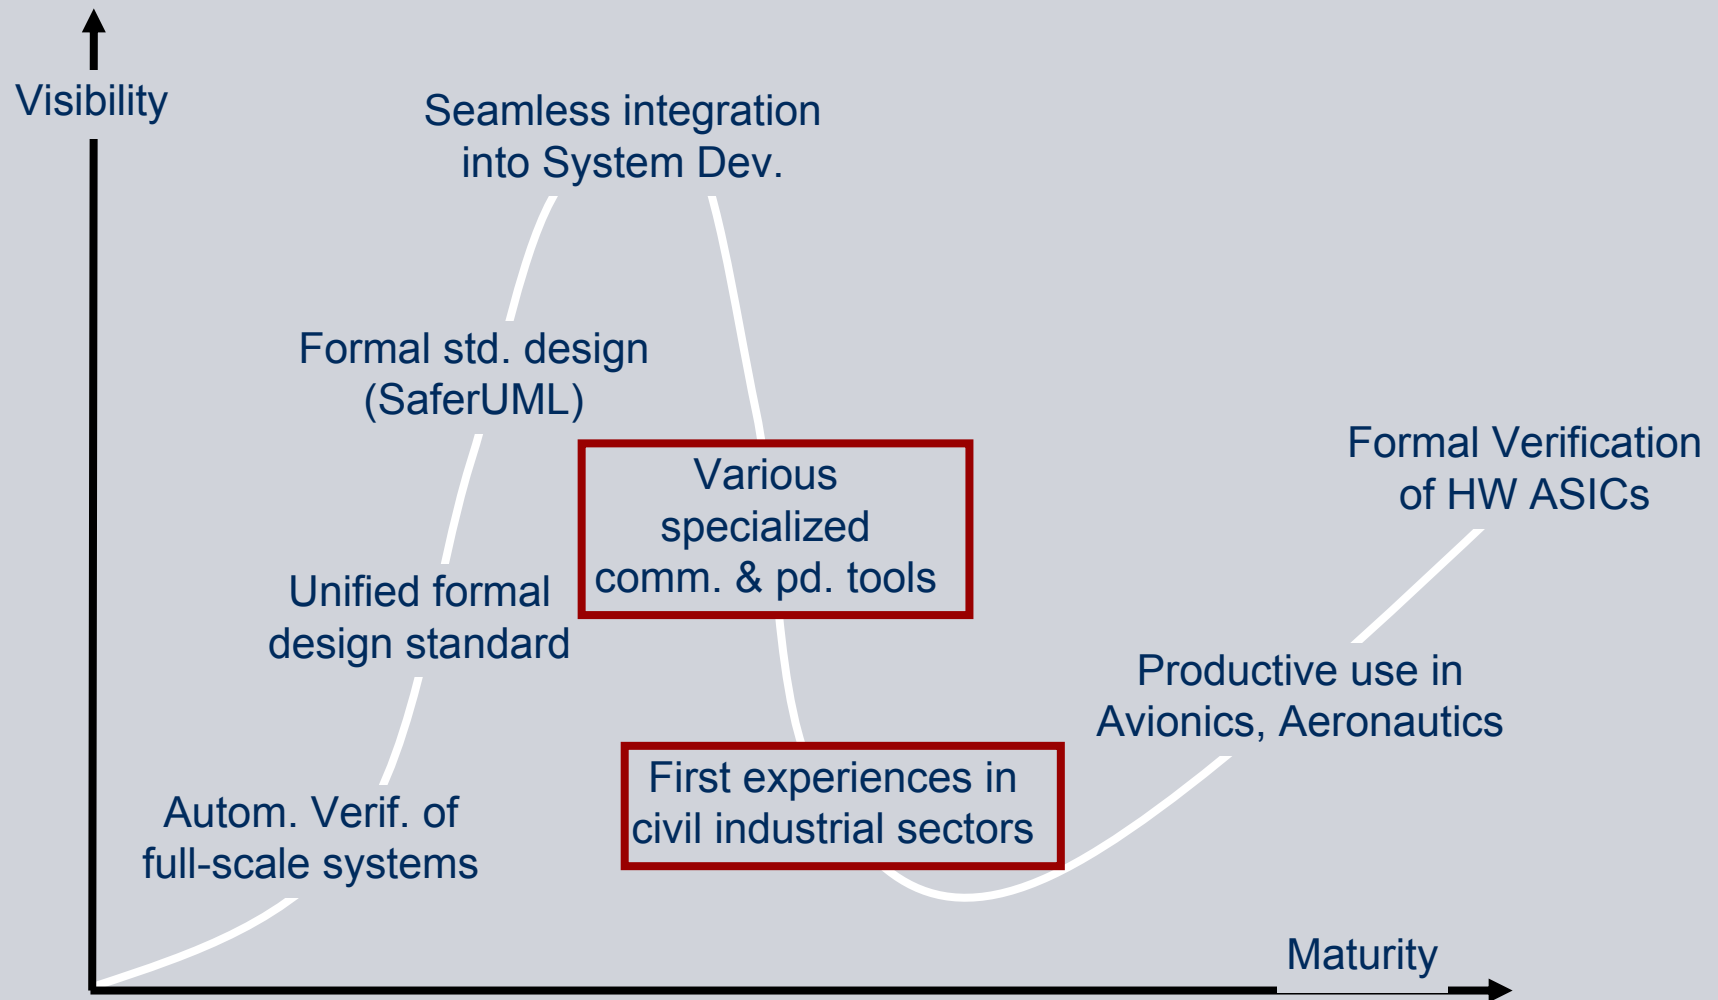 Visibility
Seamless integration
into System Dev.
Formal std. design
(SaferUML)
Various
specialized
comm. & pd. tools
Formal Verification
of HW ASICs
Unified formal
design standard
Productive use in
Avionics, Aeronautics
First experiences in
civil industrial sectors
Autom. Verif. of
full-scale systems
Maturity